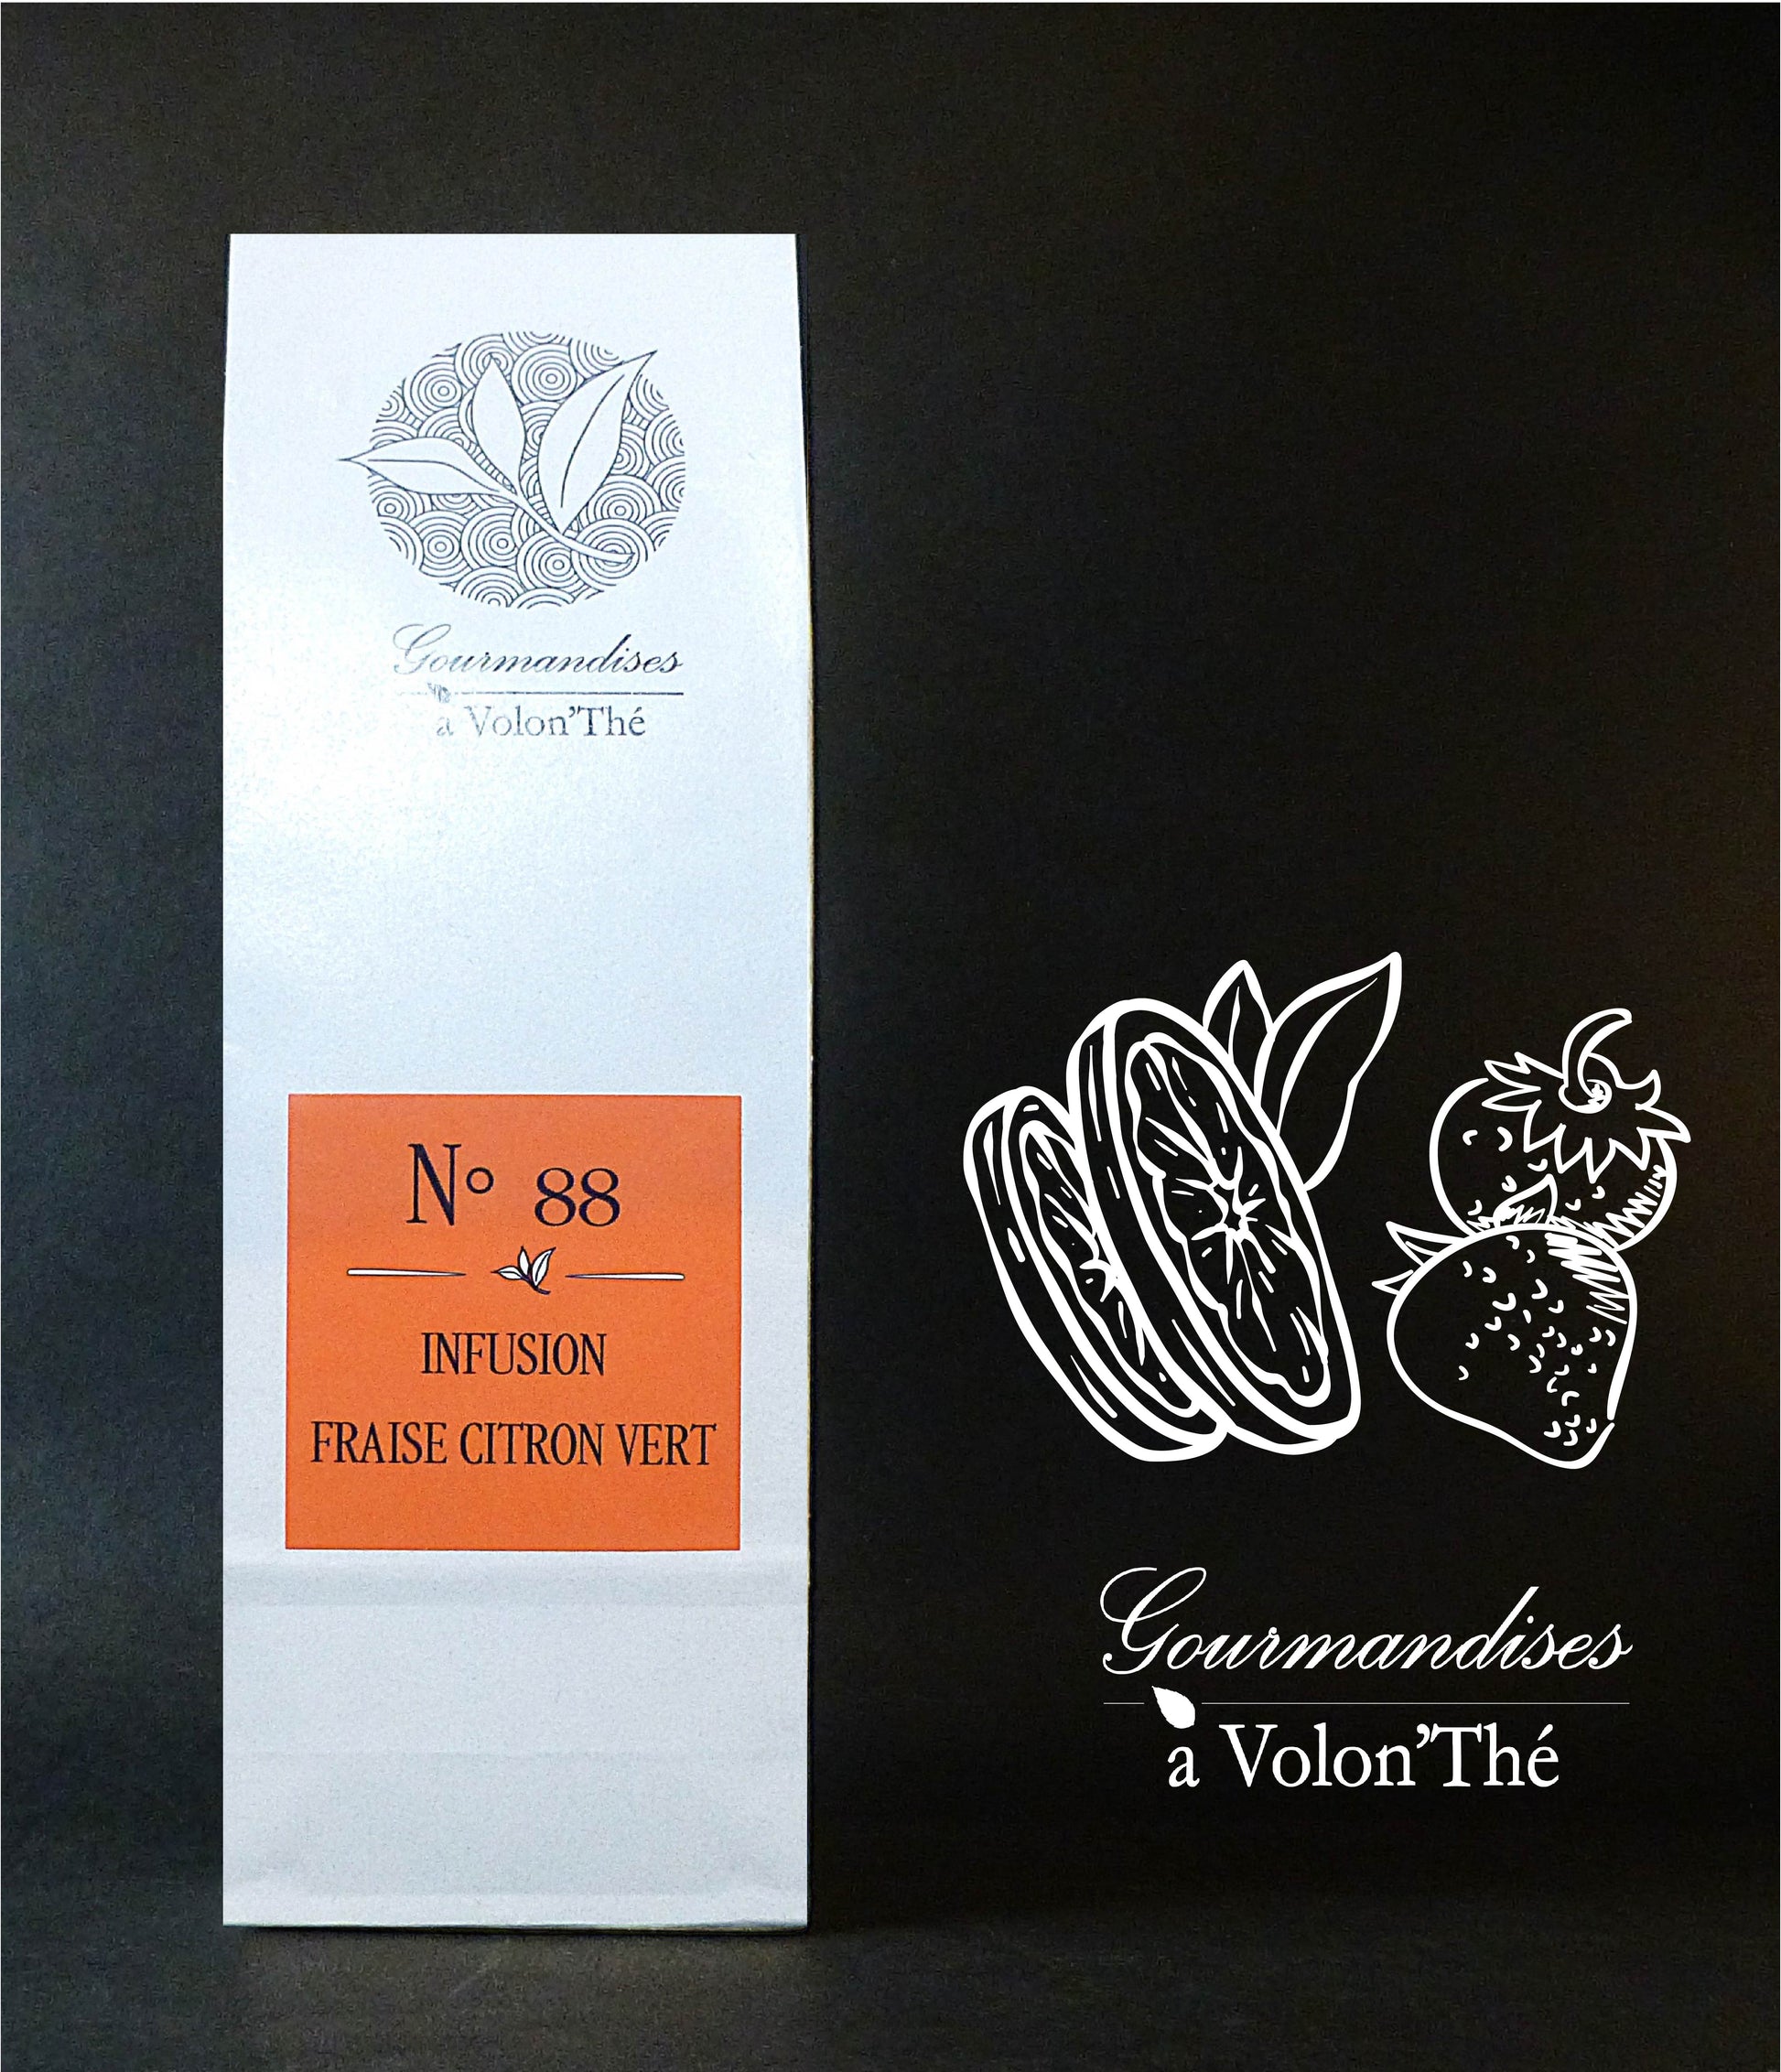 Gourmandises
a Volon’Thé
N° 88
INFUSION
FRAISE CITRON VERT
Gourmandises
a Volon’Thé